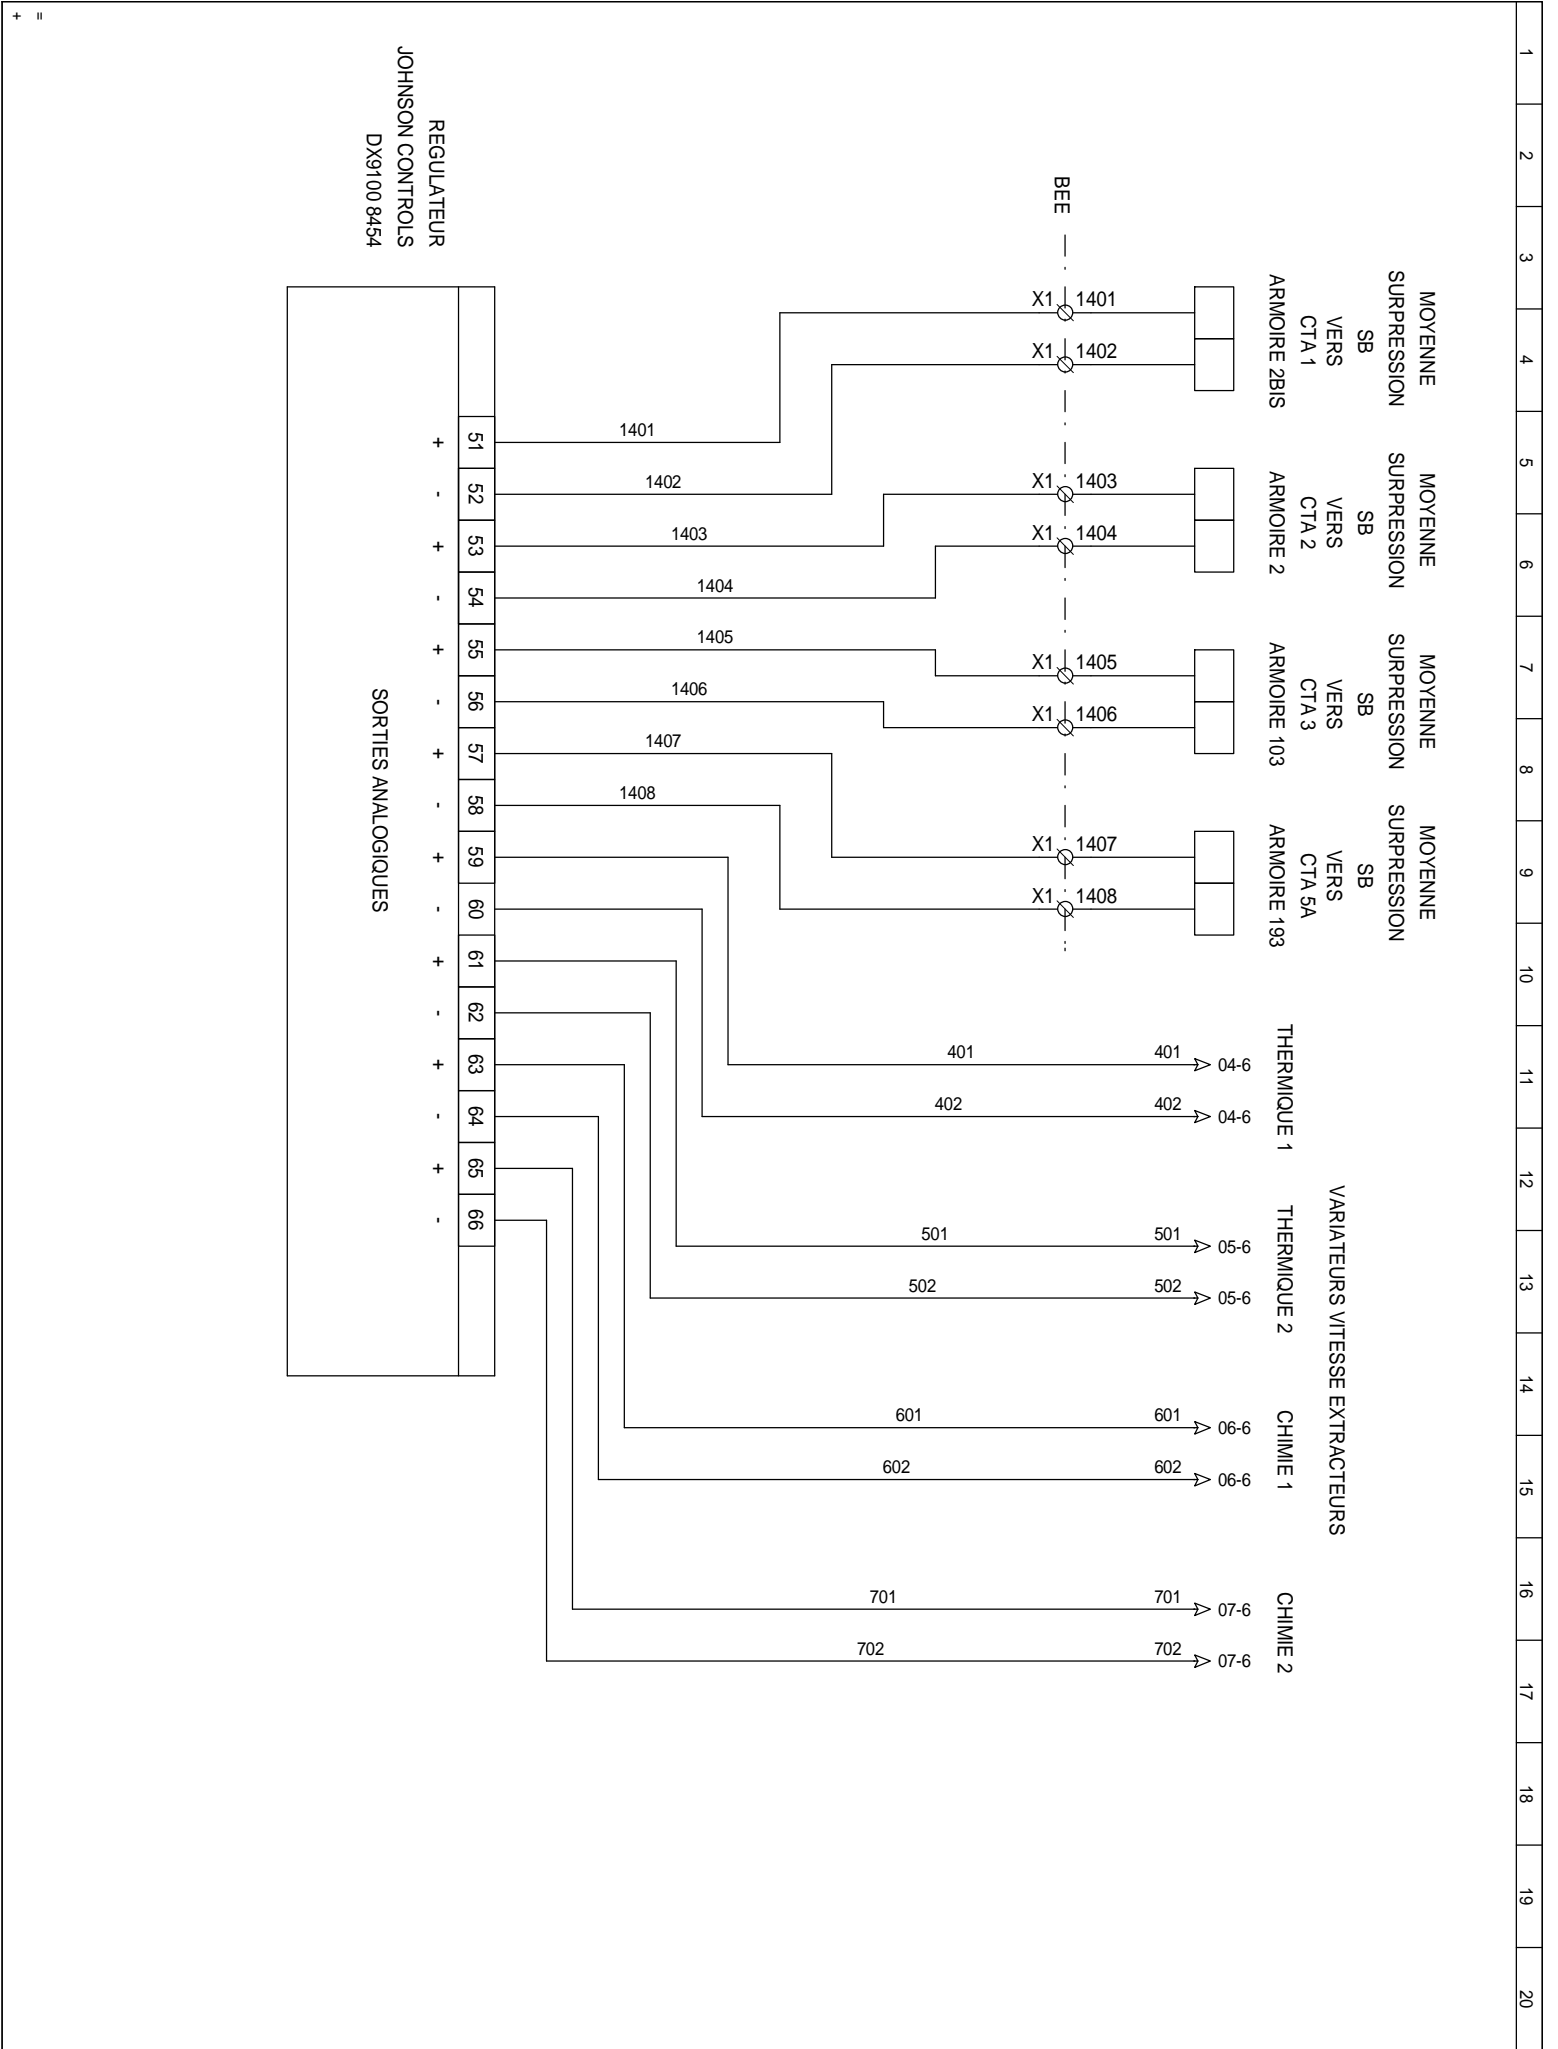 1
2
3
4
5
6
7
8
9
10
11
12
13
14
15
16
17
18
19
20
MOYENNE
SURPRESSION
SB
VERS
CTA 1
ARMOIRE 2BIS
MOYENNE
SURPRESSION
SB
VERS
CTA 2
ARMOIRE 2
MOYENNE
SURPRESSION
SB
VERS
CTA 3
ARMOIRE 103
MOYENNE
SURPRESSION
SB
VERS
CTA 5A
ARMOIRE 193
VARIATEURS VITESSE EXTRACTEURS
THERMIQUE 1
THERMIQUE 2
CHIMIE 1
CHIMIE 2
04-6
04-6
05-6
05-6
06-6
06-6
07-6
07-6
401
402
501
502
601
602
701
702
BEE
X1 1401
X1 1402
X1 1403
X1 1404
X1 1405
X1 1406
X1 1407
X1 1408
401
402
501
502
601
602
701
702
1401
1402
1403
1404
1405
1406
1407
1408
51
52
53
54
55
56
57
58
59
60
61
62
63
64
65
66
+ - + - + - + - + - + - + - + -
REGULATEUR
JOHNSON CONTROLS
DX9100 8454
SORTIES ANALOGIQUES
=
+